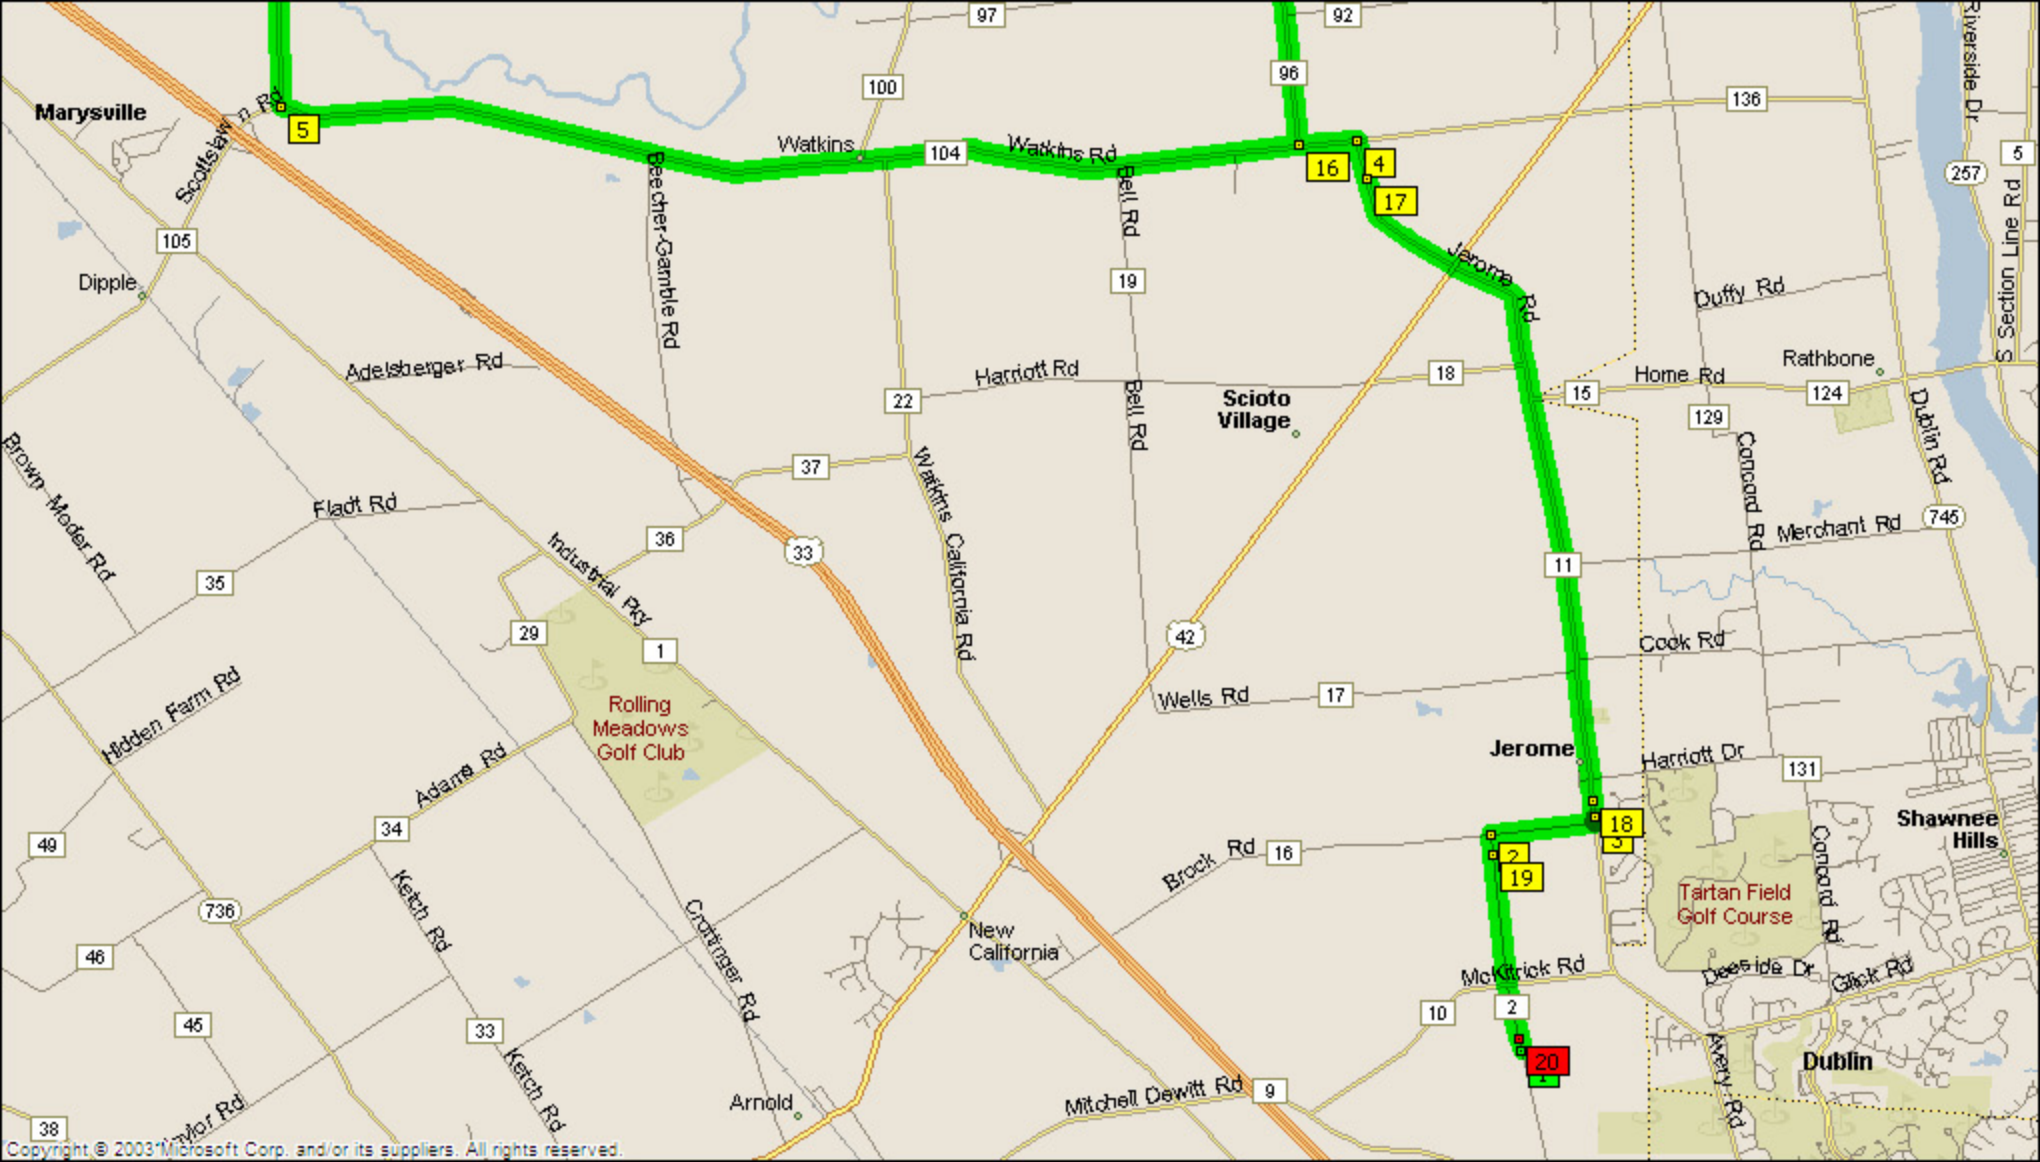 97
92
Riverside Dr
96
100
136
Marysville
Scottslawn Rd
5
Watkins
104
Watkins Rd
16
4
17
5
257
Beecher-Gamble Rd
Bell Rd
S Section Line Rd
105
Dipple
19
Jerome Rd
Duffy Rd
Adelsberger Rd
Harriott Rd
18
Rathbone
Home Rd
15
124
22
Scioto
Village
Bell Rd
129
Dublin Rd
Brown Moder Rd
37
Watkins California Rd
Concord Rd
Fladt Rd
36
33
745
Merchant Rd
Industrial Pky
11
35
29
1
42
Cook Rd
Hidden Farm Rd
Rolling
Meadows
Golf Club
Wells Rd
17
Jerome
Harriott Dr
131
Adams Rd
34
49
18
3
Shawnee
Hills
Brock Rd
16
2
19
Concord Rd
Tartan Field
Golf Course
Ketch Rd
736
Crottinger Rd
New
California
46
McKitrick Rd
Deeside Dr
Glick Rd
45
33
10
2
Ketch Rd
20
1
Dublin
Avery Rd
Arnold
Mitchell Dewitt Rd
9
38
Taylor Rd
Copyright © 2003 Microsoft Corp. and/or its suppliers. All rights reserved.